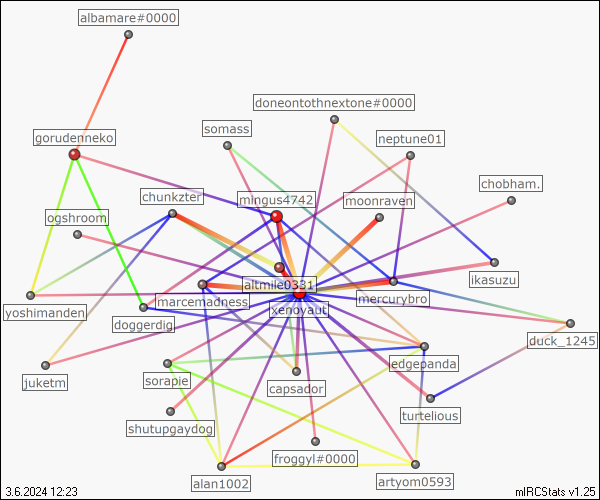 albamare#0000
doneontothnextone#0000
somass
neptune01
gorudenneko
chobham.
chunkzter
mingus4742
moonraven
ogshroom
altmile0331
ikasuzu
marcemadness
mercurybro
yoshimanden
xenoyaut
doggerdig
duck_1245
edgepanda
juketm
sorapie
capsador
turtelious
shutupgaydog
froggyl#0000
alan1002
artyom0593
3.6.2024 12:23
mIRCStats v1.25